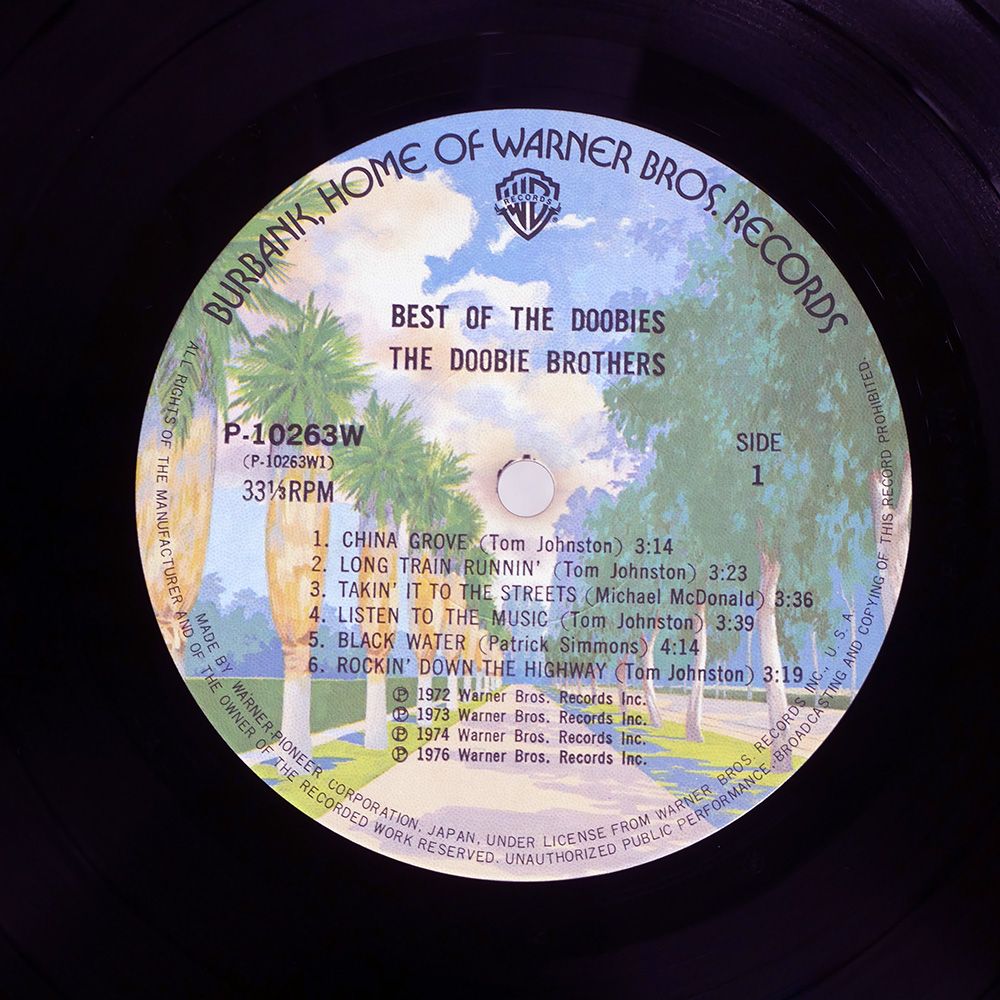 BURBANK, HOME OF WARNER BROS. RECORDS
WB RECORDS
BEST OF THE DOOBIES
THE DOOBIE BROTHERS
P-10263W
(P-10263W1)
33⅓RPM
SIDE
1
1. CHINA GROVE (Tom Johnston) 3:14
2. LONG TRAIN RUNNIN' (Tom Johnston) 3:23
3. TAKIN' IT TO THE STREETS (Michael McDonald) 3:36
4. LISTEN TO THE MUSIC (Tom Johnston) 3:39
5. BLACK WATER (Patrick Simmons) 4:14
6. ROCKIN' DOWN THE HIGHWAY (Tom Johnston) 3:19
℗ 1972 Warner Bros. Records Inc.
℗ 1973 Warner Bros. Records Inc.
℗ 1974 Warner Bros. Records Inc.
℗ 1976 Warner Bros. Records Inc.
MADE BY WARNER-PIONEER CORPORATION, JAPAN, UNDER LICENSE FROM WARNER BROS. RECORDS INC., U.S.A.
ALL RIGHTS OF THE MANUFACTURER AND OF THE OWNER OF THE RECORDED WORK RESERVED. UNAUTHORIZED PUBLIC PERFORMANCE, BROADCASTING AND COPYING OF THIS RECORD PROHIBITED.